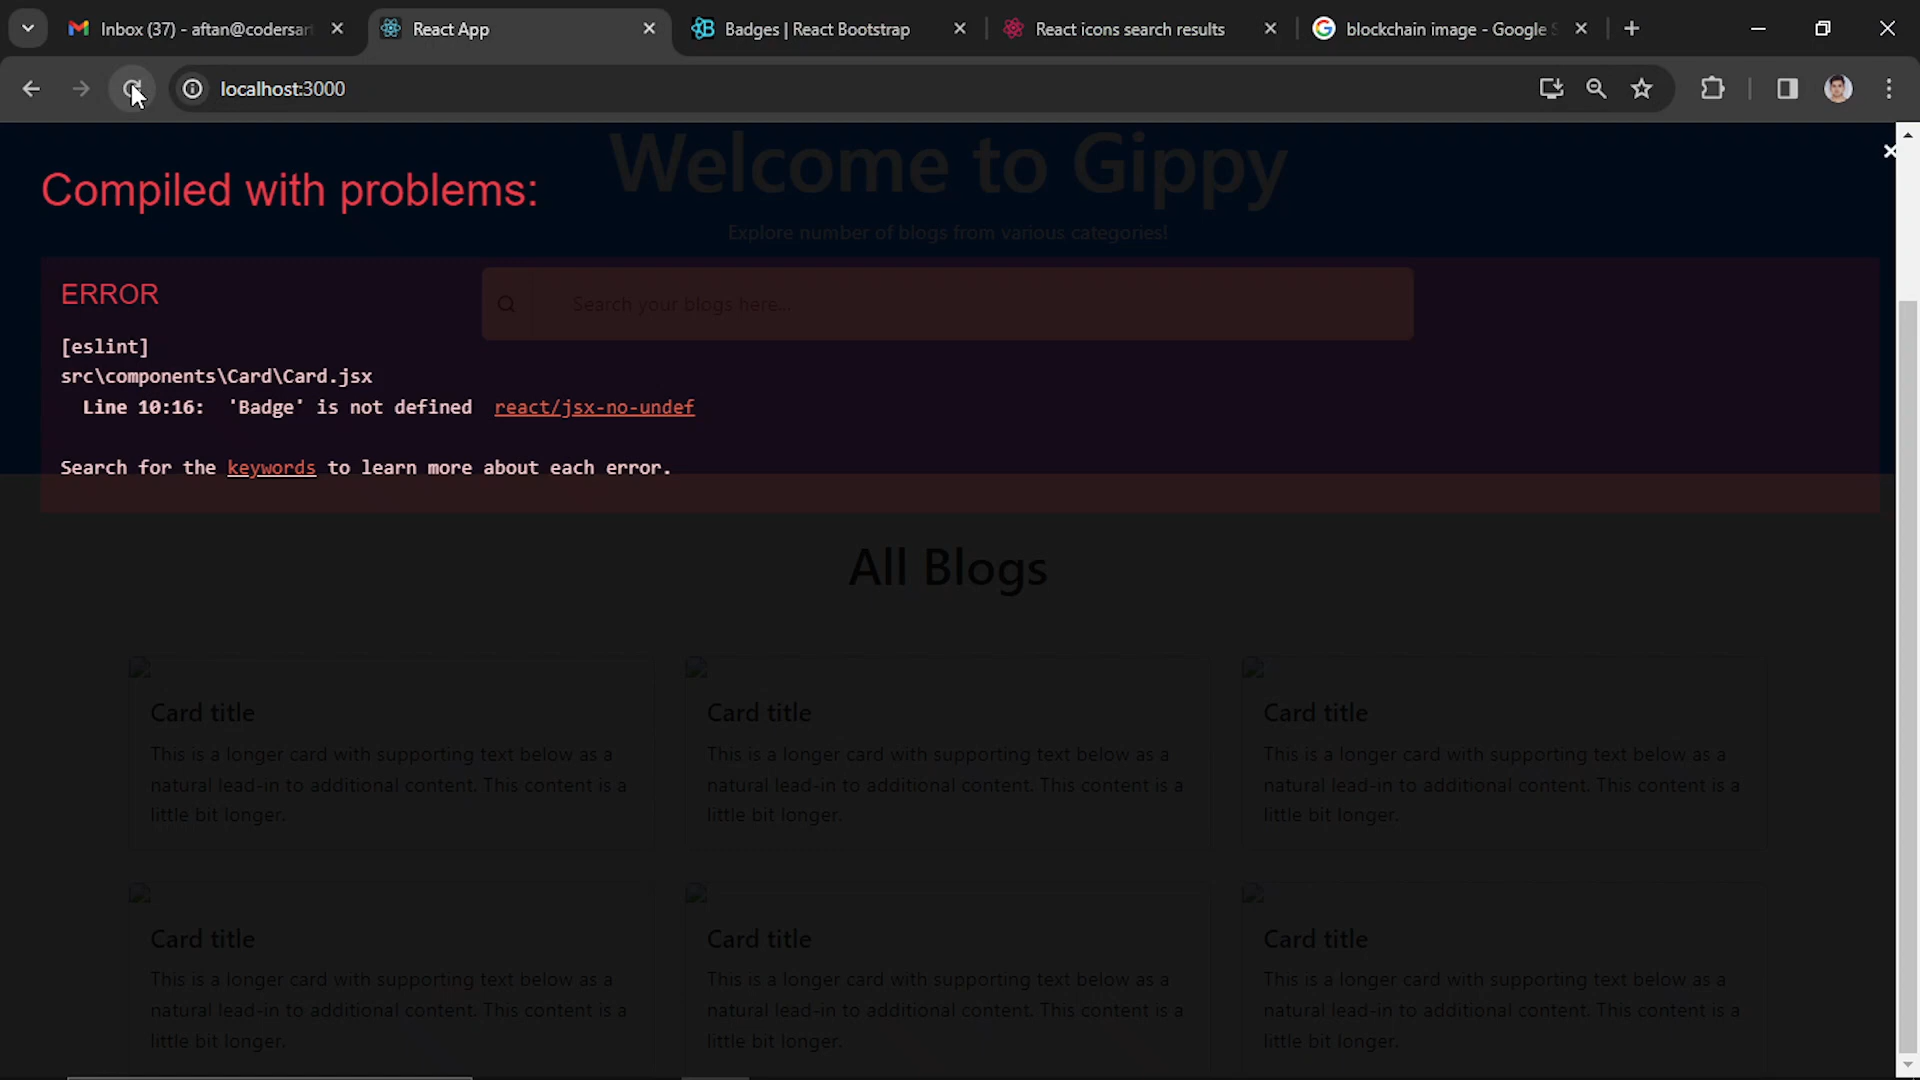 Inbox (37) - aftan@codersar
React App
Badges | React Bootstrap
React icons search results
blockchain image - Google S
localhost:3000
Welcome to Gippy
Compiled with problems:
Explore number of blogs from various categories!
ERROR
Search your blogs here...
[eslint]
src\components\Card\Card.jsx
Line 10:16: 'Badge' is not defined react/jsx-no-undef
Search for the keywords to learn more about each error.
All Blogs
Card title
This is a longer card with supporting text below as a
natural lead-in to additional content. This content is a
little bit longer.
Card title
This is a longer card with supporting text below as a
natural lead-in to additional content. This content is a
little bit longer.
Card title
This is a longer card with supporting text below as a
natural lead-in to additional content. This content is a
little bit longer.
Card title
This is a longer card with supporting text below as a
natural lead-in to additional content. This content is a
little bit longer.
Card title
This is a longer card with supporting text below as a
natural lead-in to additional content. This content is a
little bit longer.
Card title
This is a longer card with supporting text below as a
natural lead-in to additional content. This content is a
little bit longer.